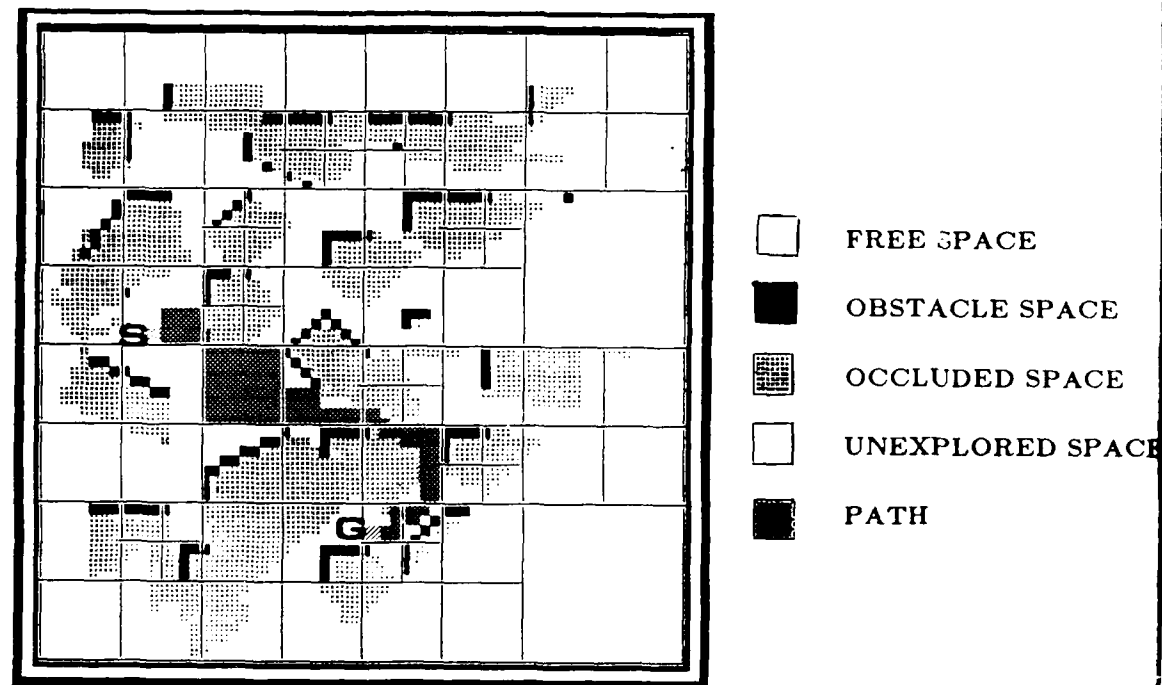 S
G
FREE SPACE
OBSTACLE SPACE
OCCLUDED SPACE
UNEXPLORED SPACE
PATH